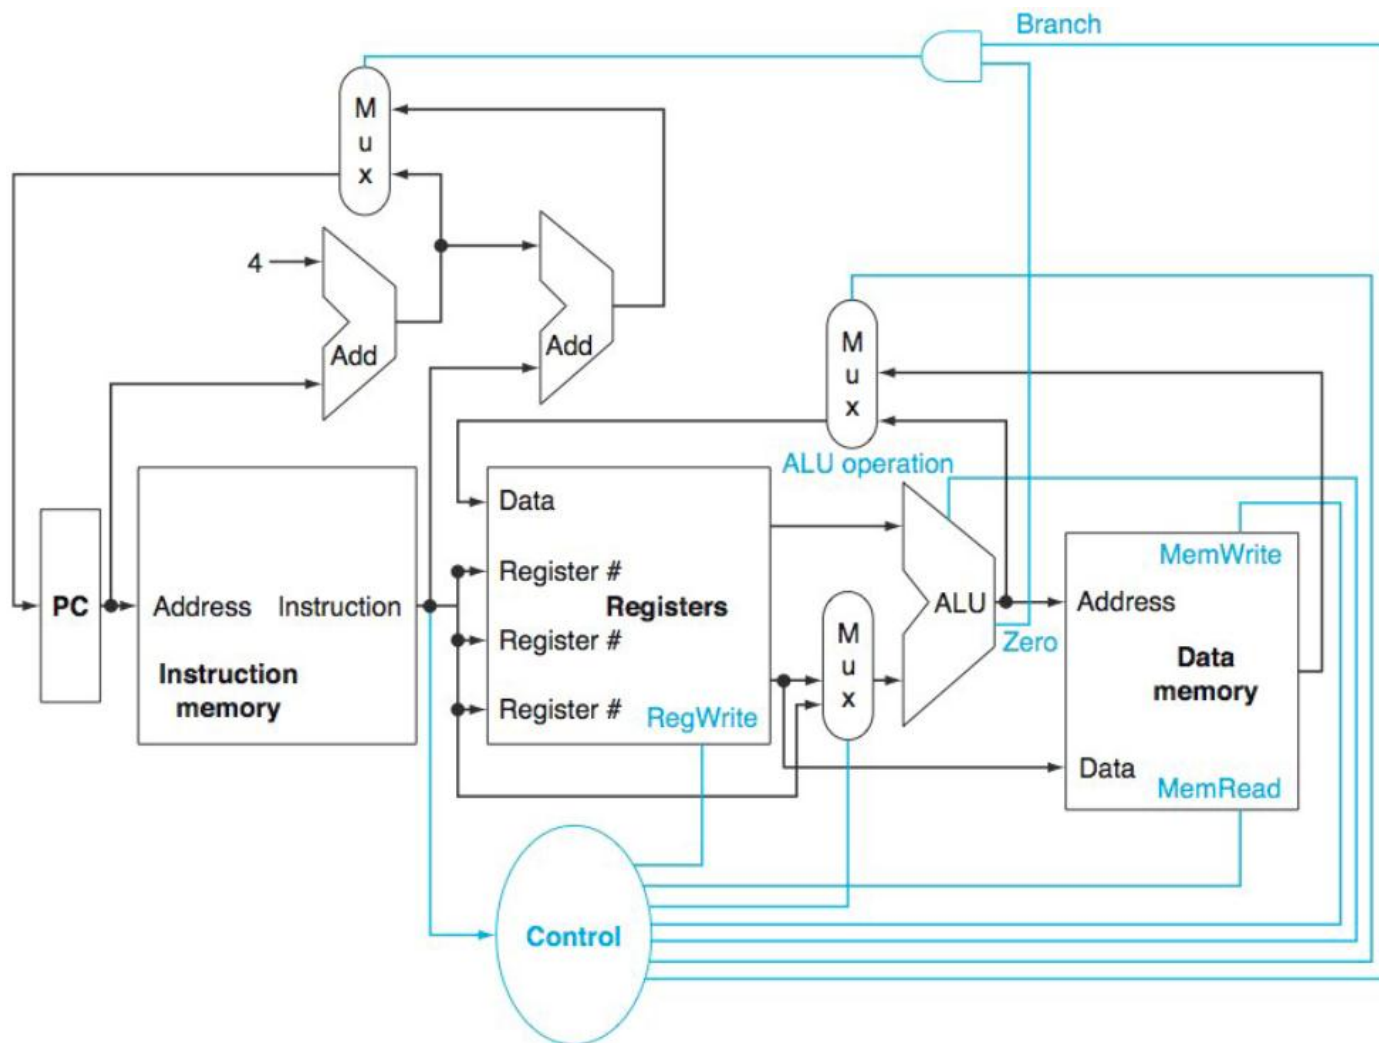 Branch
M
u
x
4
Add
Add
M
u
x
ALU operation
Data
MemWrite
Register #
PC
Address
Instruction
Registers
ALU
Address
M
u
x
Zero
Register #
Instruction
memory
Data
memory
Register #
RegWrite
Data
MemRead
Control